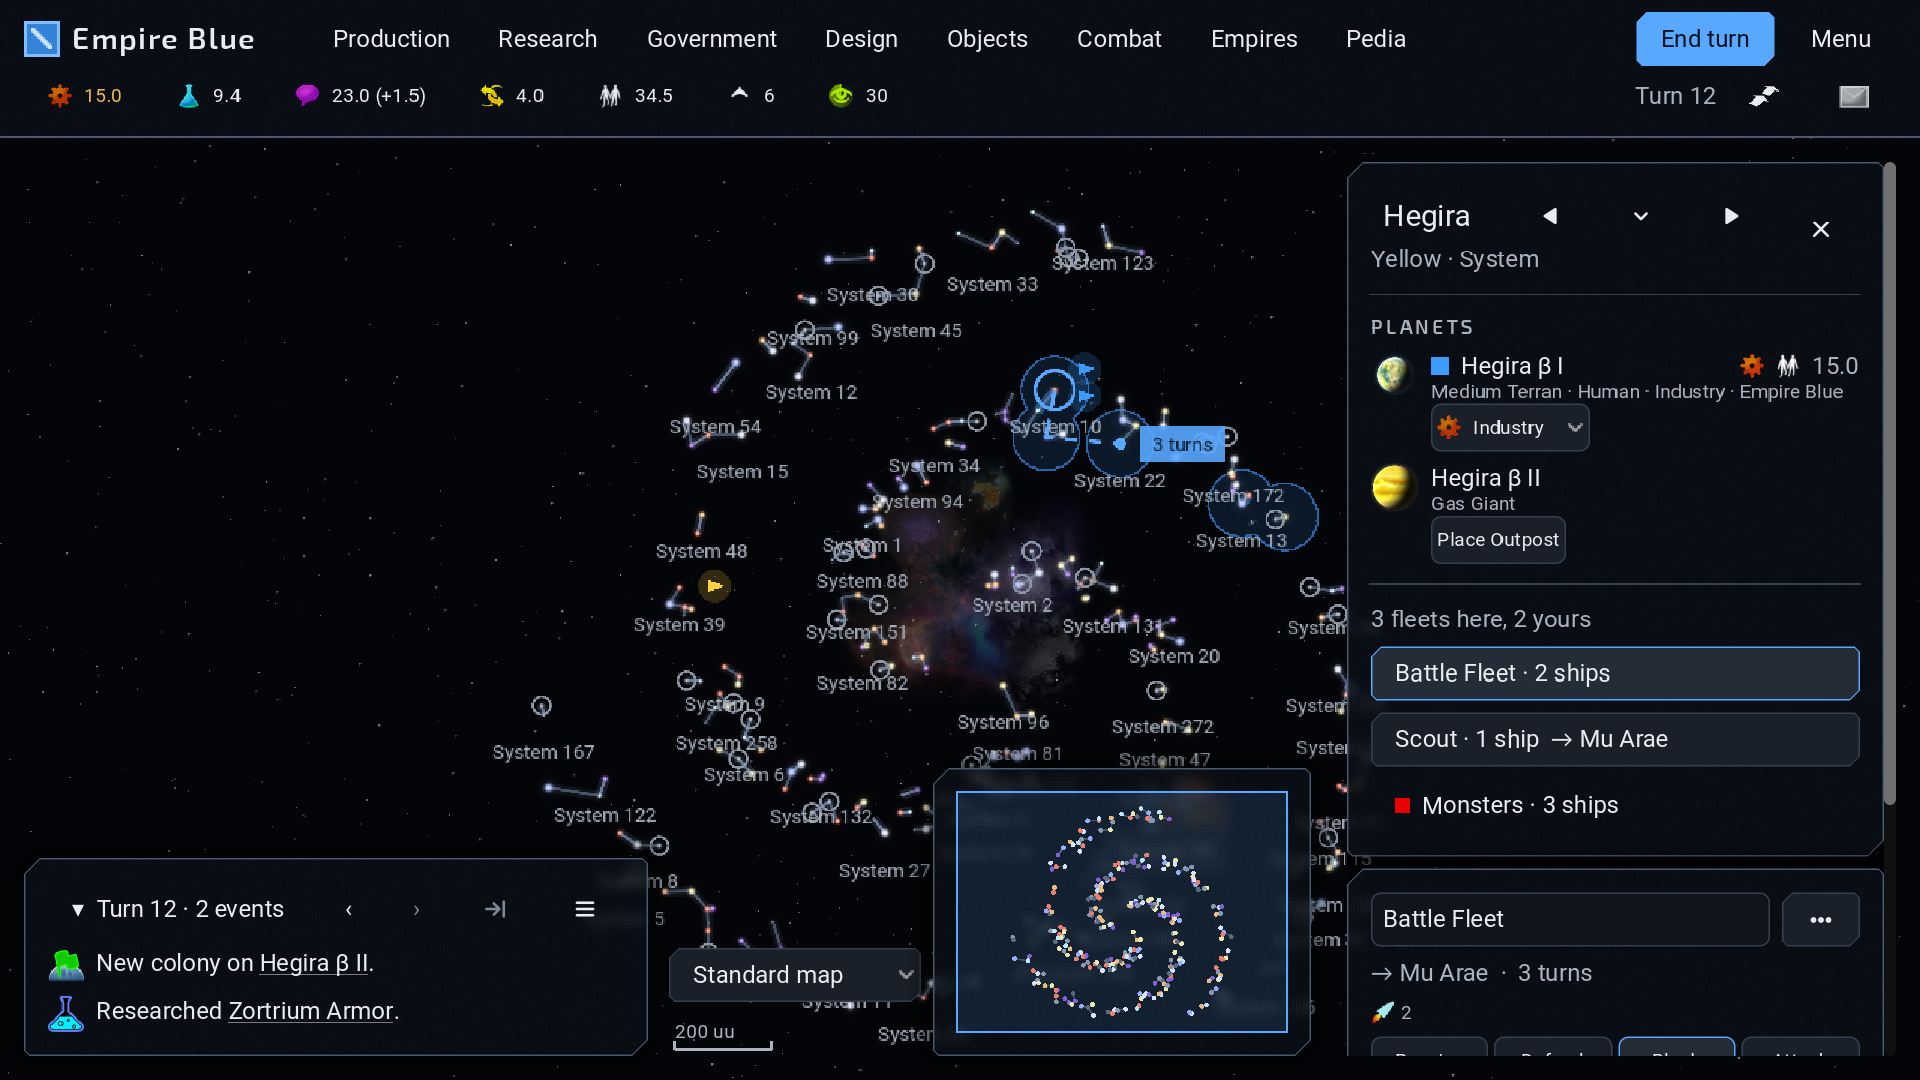 Empire Blue
Production
Research
Government
Design
Objects
Combat
Empires
Pedia
End turn
Menu
15.0
9.4
23.0 (+1.5)
4.0
34.5
6
30
Turn 12
System 123
System 33
System 30
System 45
System 99
System 12
System 54
System 10
System 15
System 34
System 22
3 turns
System 94
System 172
System 48
System 1
System 13
System 88
System 2
System 39
System 151
System 131
System 20
System 82
System 9
System 96
System 272
System 258
System 167
System 81
System 47
System 6
System 122
System 132
System 27
Hegira
Yellow · System
PLANETS
Hegira β I
15.0
Medium Terran · Human · Industry · Empire Blue
Industry
Hegira β II
Gas Giant
Place Outpost
3 fleets here, 2 yours
Battle Fleet · 2 ships
Scout · 1 ship → Mu Arae
Monsters · 3 ships
Battle Fleet
→ Mu Arae · 3 turns
2
Turn 12 · 2 events
New colony on Hegira β II.
Researched Zortrium Armor.
Standard map
200 uu